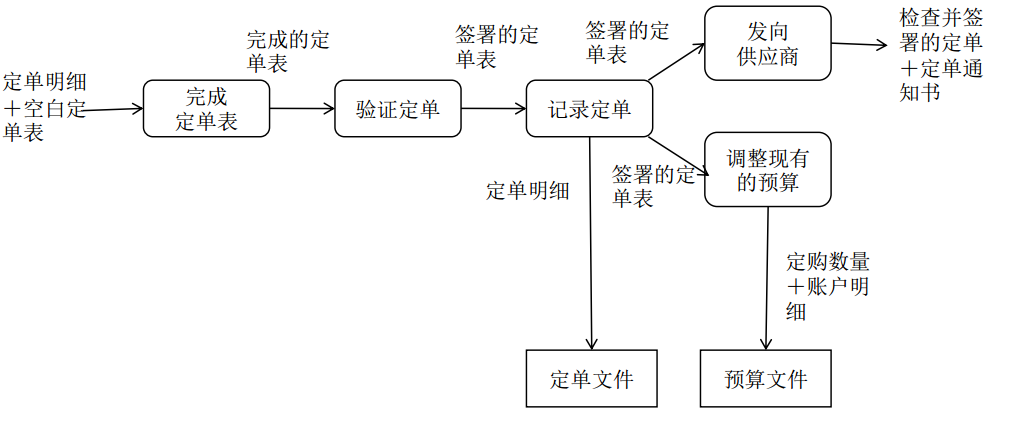 定单明细
＋空白定
单表
完成
定单表
完成的定
单表
验证定单
签署的定
单表
记录定单
签署的定
单表
发向
供应商
检查并签
署的定单
＋定单通
知书
签署的定
单表
调整现有
的预算
定单明细
定购数量
＋账户明
细
定单文件
预算文件